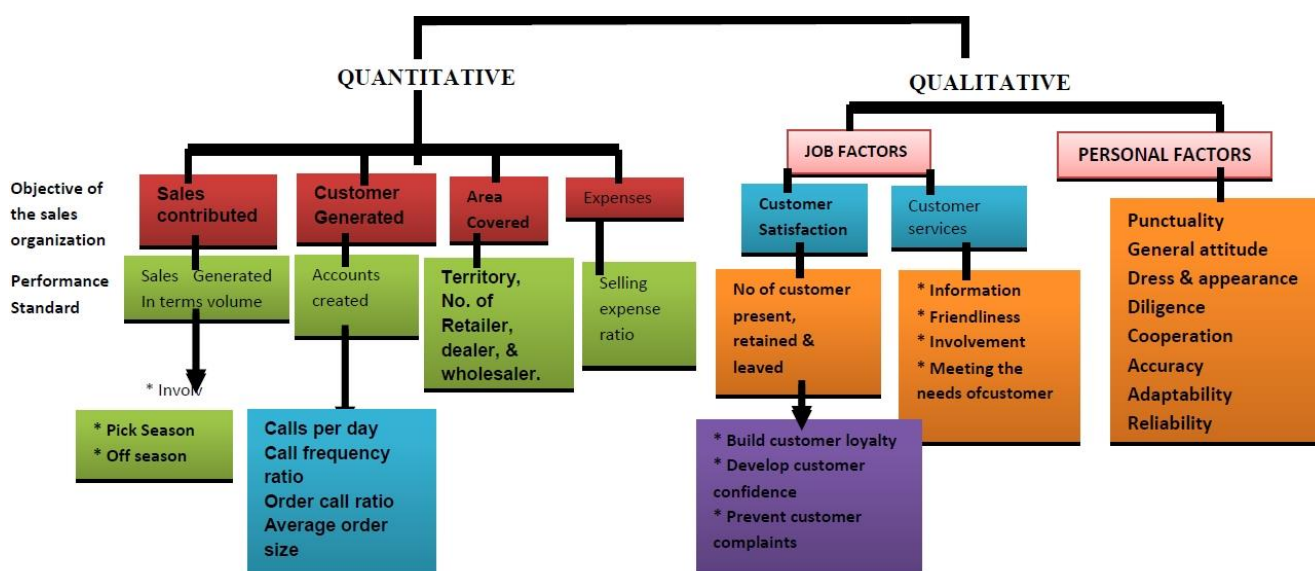 QUANTITATIVE
QUALITATIVE
JOB FACTORS
PERSONAL FACTORS
Objective of
the sales
organization
Sales
contributed
Customer
Generated
Area
Covered
Expenses
Customer
Satisfaction
Customer
services
Punctuality
General attitude
Dress & appearance
Diligence
Cooperation
Accuracy
Adaptability
Reliability
Performance
Standard
Sales Generated
In terms volume
Accounts
created
Territory,
No. of
Retailer,
dealer, &
wholesaler.
Selling
expense
ratio
No of customer
present,
retained &
leaved
* Information
* Friendliness
* Involvement
* Meeting the
needs ofcustomer
* Involv
* Pick Season
* Off season
Calls per day
Call frequency
ratio
Order call ratio
Average order
size
* Build customer loyalty
* Develop customer
confidence
* Prevent customer
complaints